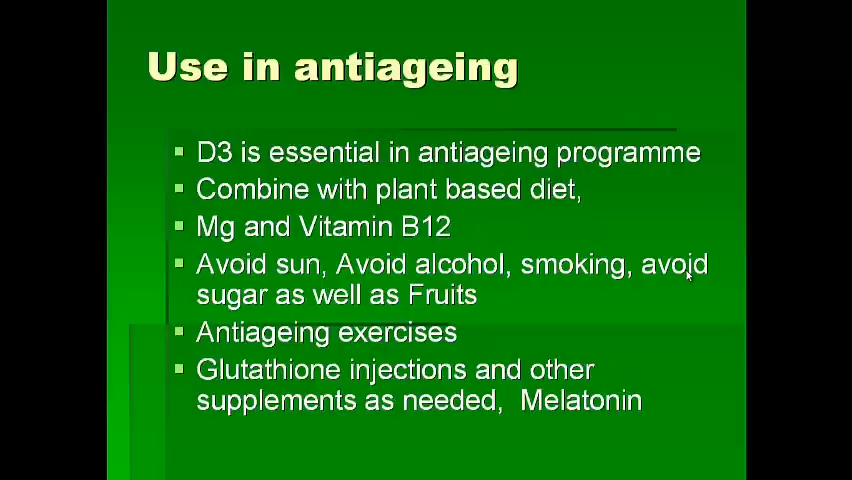 Use in antiageing
D3 is essential in antiageing programme
Combine with plant based diet,
Mg and Vitamin B12
Avoid sun, Avoid alcohol, smoking, avoid
sugar as well as Fruits
Antiageing exercises
Glutathione injections and other
supplements as needed, Melatonin